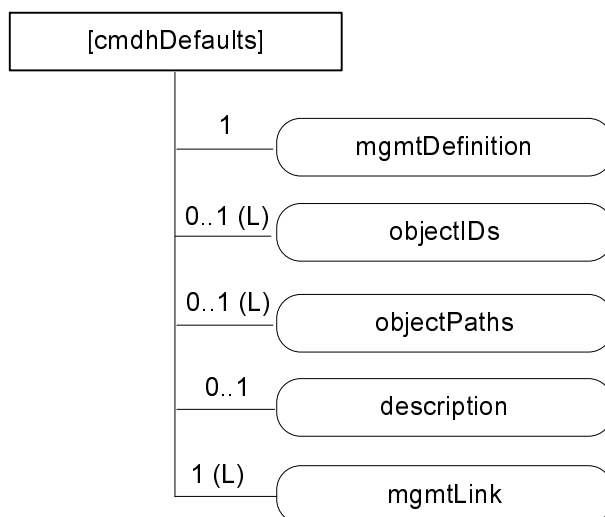 [cmdhDefaults]
1
mgmtDefinition
0..1 (L)
objectIDs
0..1 (L)
objectPaths
0..1
description
1 (L)
mgmtLink